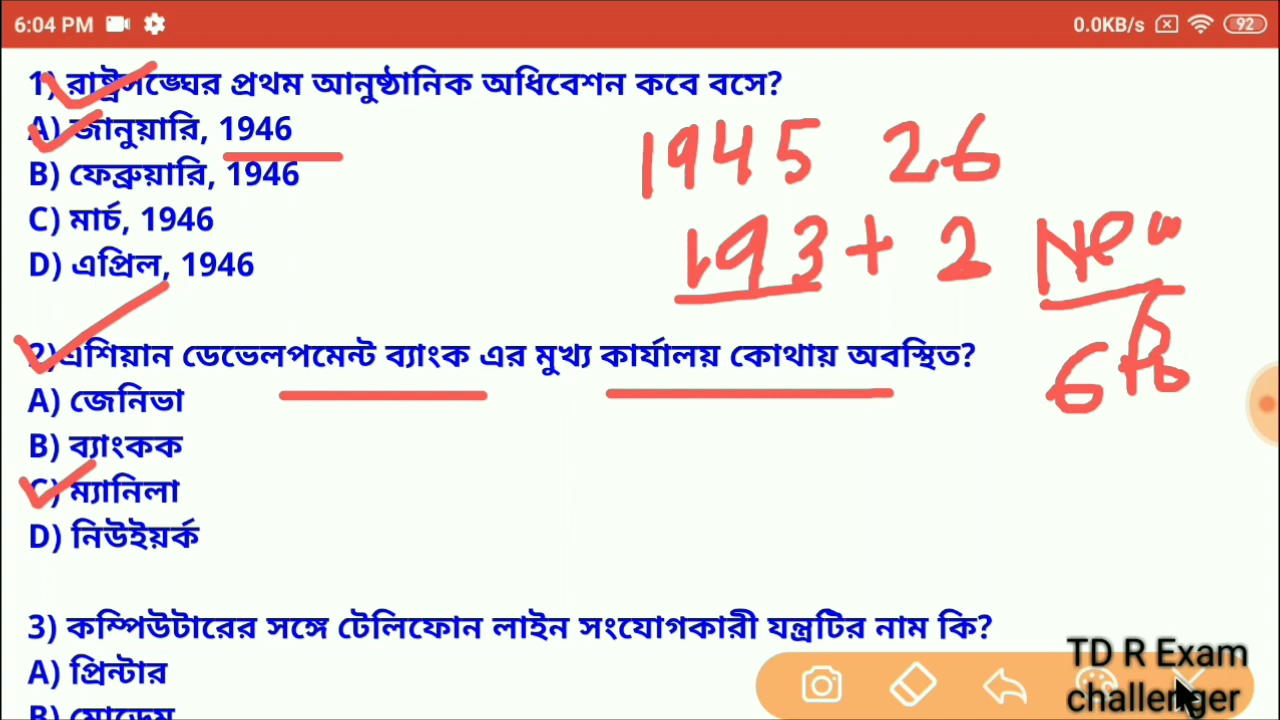 6:04 PM 0.0KB/s 92
1) রাষ্ট্রসঙ্ঘের প্রথম আনুষ্ঠানিক অধিবেশন কবে বসে?
A) জানুয়ারি, 1946
1945 26
B) ফেব্রুয়ারি, 1946
C) মার্চ, 1946
193 + 2 New
D) এপ্রিল, 1946
2)এশিয়ান ডেভেলপমেন্ট ব্যাংক এর মুখ্য কার্যালয় কোথায় অবস্থিত?
A) জেনিভা
B) ব্যাংকক
C) ম্যানিলা
D) নিউইয়র্ক
3) কম্পিউটারের সঙ্গে টেলিফোন লাইন সংযোগকারী যন্ত্রটির নাম কি?
A) প্রিন্টার
B) মোডেম
TD R Exam
challenger